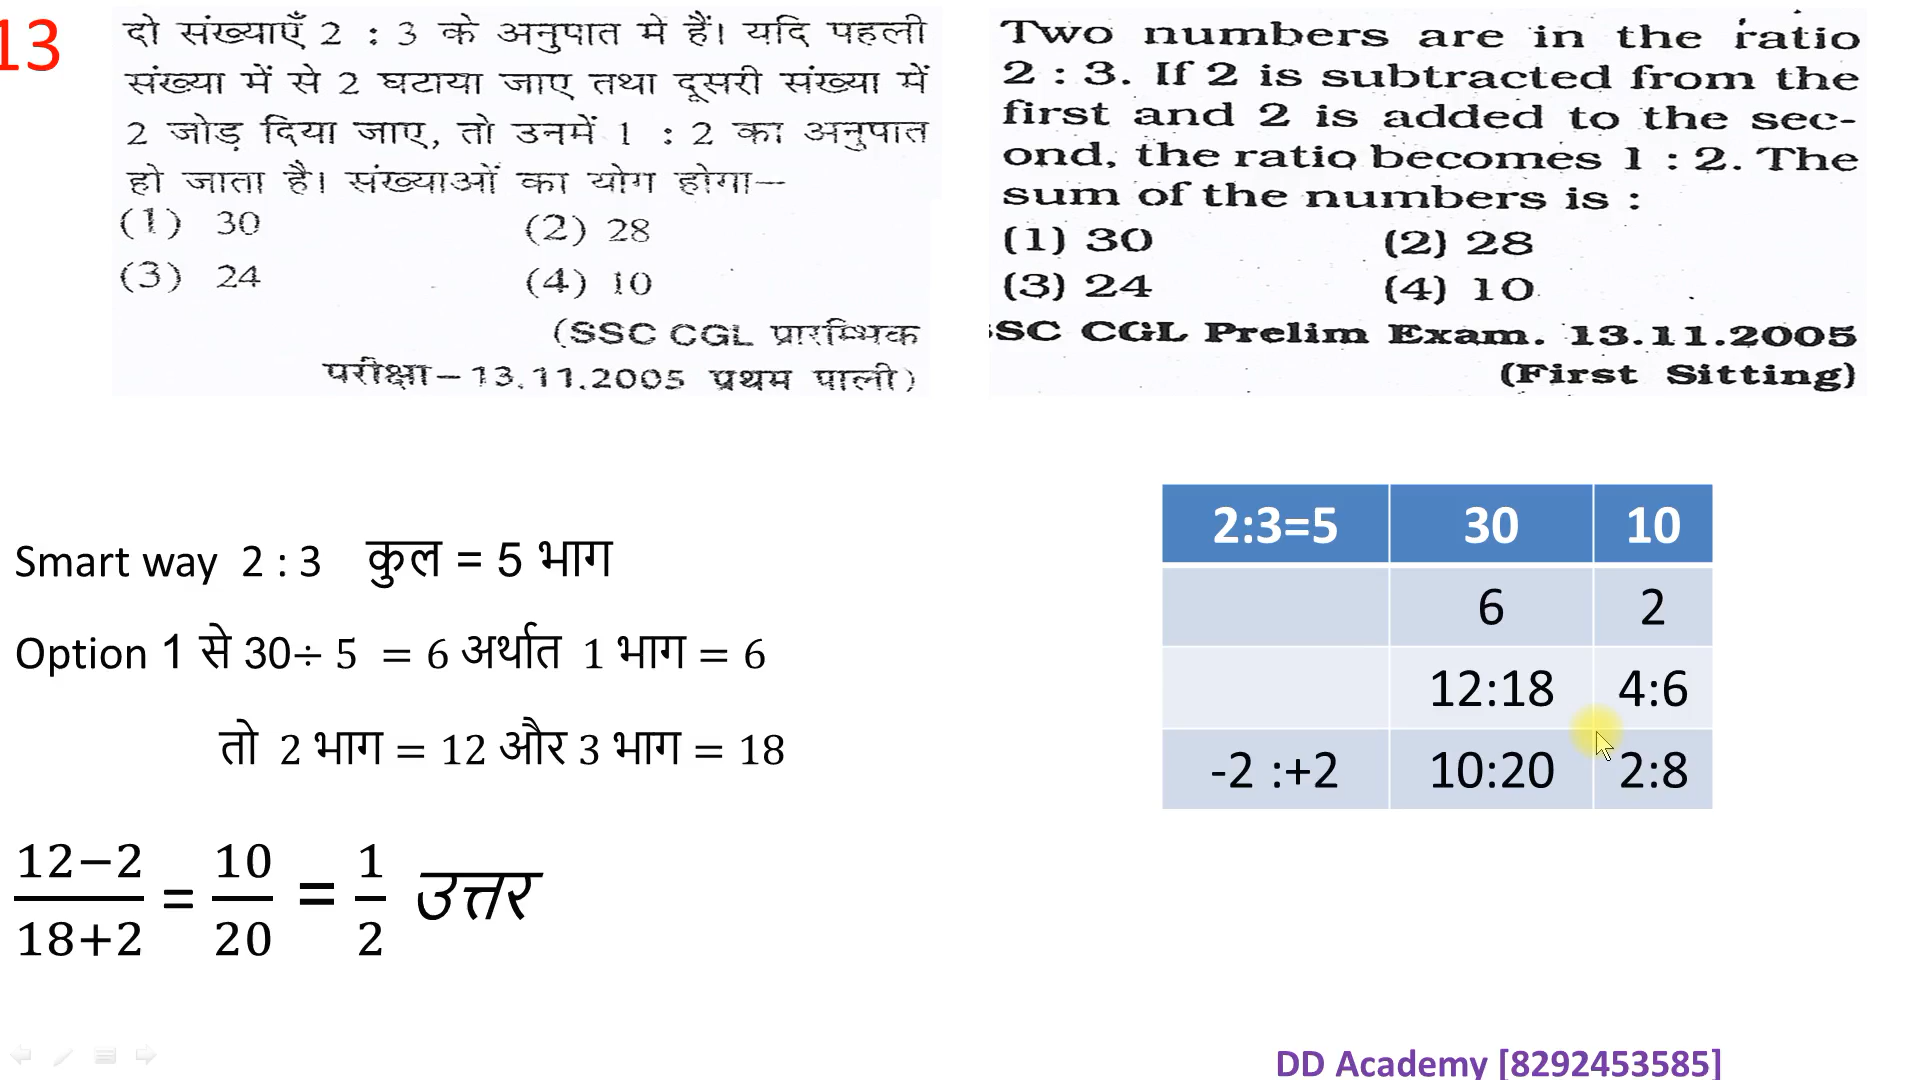 13
दो संख्याएँ 2 : 3 के अनुपात मे हैं। यदि पहली
संख्या में से 2 घटाया जाए तथा दूसरी संख्या में
2 जोड़ दिया जाए, तो उनमें 1 : 2 का अनुपात
हो जाता है। संख्याओं का योग होगा—
(1) 30 (2) 28
(3) 24 (4) 10
(SSC CGL प्रारम्भिक
परीक्षा–13.11.2005 प्रथम पाली)
Two numbers are in the ratio
2 : 3. If 2 is subtracted from the
first and 2 is added to the sec-
ond, the ratio becomes 1 : 2. The
sum of the numbers is :
(1) 30 (2) 28
(3) 24 (4) 10
SSC CGL Prelim Exam. 13.11.2005
(First Sitting)
Smart way 2 : 3 कुल = 5 भाग
Option 1 से 30÷ 5 = 6 अर्थात 1 भाग = 6
तो 2 भाग = 12 और 3 भाग = 18
12−2/18+2 = 10/20 = 1/2 उत्तर
2:3=5 30 10
6 2
12:18 4:6
-2 :+2 10:20 2:8
DD Academy [8292453585]